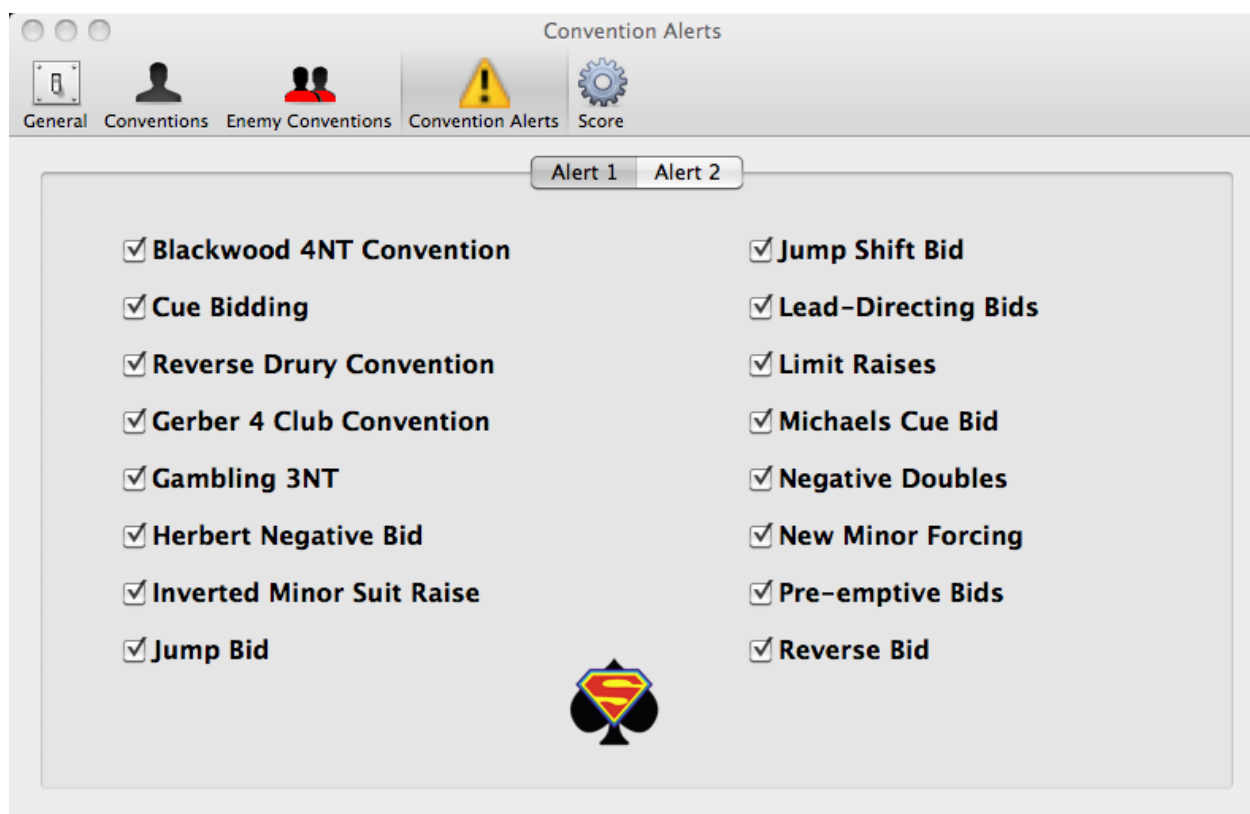 Convention Alerts
General Conventions Enemy Conventions Convention Alerts Score
Alert 1 Alert 2
Blackwood 4NT Convention
Cue Bidding
Reverse Drury Convention
Gerber 4 Club Convention
Gambling 3NT
Herbert Negative Bid
Inverted Minor Suit Raise
Jump Bid
Jump Shift Bid
Lead-Directing Bids
Limit Raises
Michaels Cue Bid
Negative Doubles
New Minor Forcing
Pre-emptive Bids
Reverse Bid
S